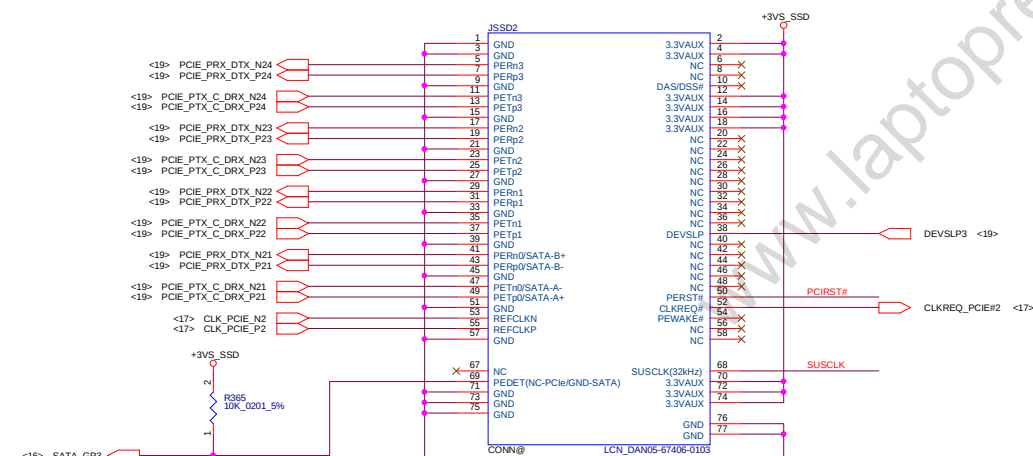 +3VS_SSD
JSSD2
1 GND 3.3VAUX 2
3 GND 3.3VAUX 4
<19> PCIE_PRX_DTX_N24 5 PERn3 NC 6
<19> PCIE_PRX_DTX_P24 7 PERp3 NC 8
9 GND DAS/DSS# 10
<19> PCIE_PTX_C_DRX_N24 11 PETn3 3.3VAUX 12
<19> PCIE_PTX_C_DRX_P24 13 PETp3 3.3VAUX 14
15 GND 3.3VAUX 16
<19> PCIE_PRX_DTX_N23 17 PERn2 3.3VAUX 18
<19> PCIE_PRX_DTX_P23 19 PERp2 NC 20
21 GND NC 22
<19> PCIE_PTX_C_DRX_N23 23 PETn2 NC 24
<19> PCIE_PTX_C_DRX_P23 25 PETp2 NC 26
27 GND NC 28
<19> PCIE_PRX_DTX_N22 29 PERn1 NC 30
<19> PCIE_PRX_DTX_P22 31 PERp1 NC 32
33 GND NC 34
<19> PCIE_PTX_C_DRX_N22 35 PETn1 NC 36
<19> PCIE_PTX_C_DRX_P22 37 PETp1 DEVSLP 38 DEVSLP3 <19>
39 GND NC 40
<19> PCIE_PRX_DTX_N21 41 PERn0/SATA-B+ NC 42
<19> PCIE_PRX_DTX_P21 43 PERp0/SATA-B- NC 44
45 GND NC 46
<19> PCIE_PTX_C_DRX_N21 47 PETn0/SATA-A- NC 48
<19> PCIE_PTX_C_DRX_P21 49 PETp0/SATA-A+ PERST# 50 PCIRST#
51 GND CLKREQ# 52 CLKREQ_PCIE#2 <17>
<17> CLK_PCIE_N2 53 REFCLKN PEWAKE# 54
<17> CLK_PCIE_P2 55 REFCLKP NC 56
57 GND NC 58
+3VS_SSD
67 NC SUSCLK(32kHz) 68 SUSCLK
69 PEDET(NC-PCIe/GND-SATA) 3.3VAUX 70
71 GND 3.3VAUX 72
73 GND 3.3VAUX 74
75 GND
2
R365
10K_0201_5%
1
GND 76
GND 77
CONN@ LCN_DAN05-67406-0103
<16> SATA_GP3
www.laptopre